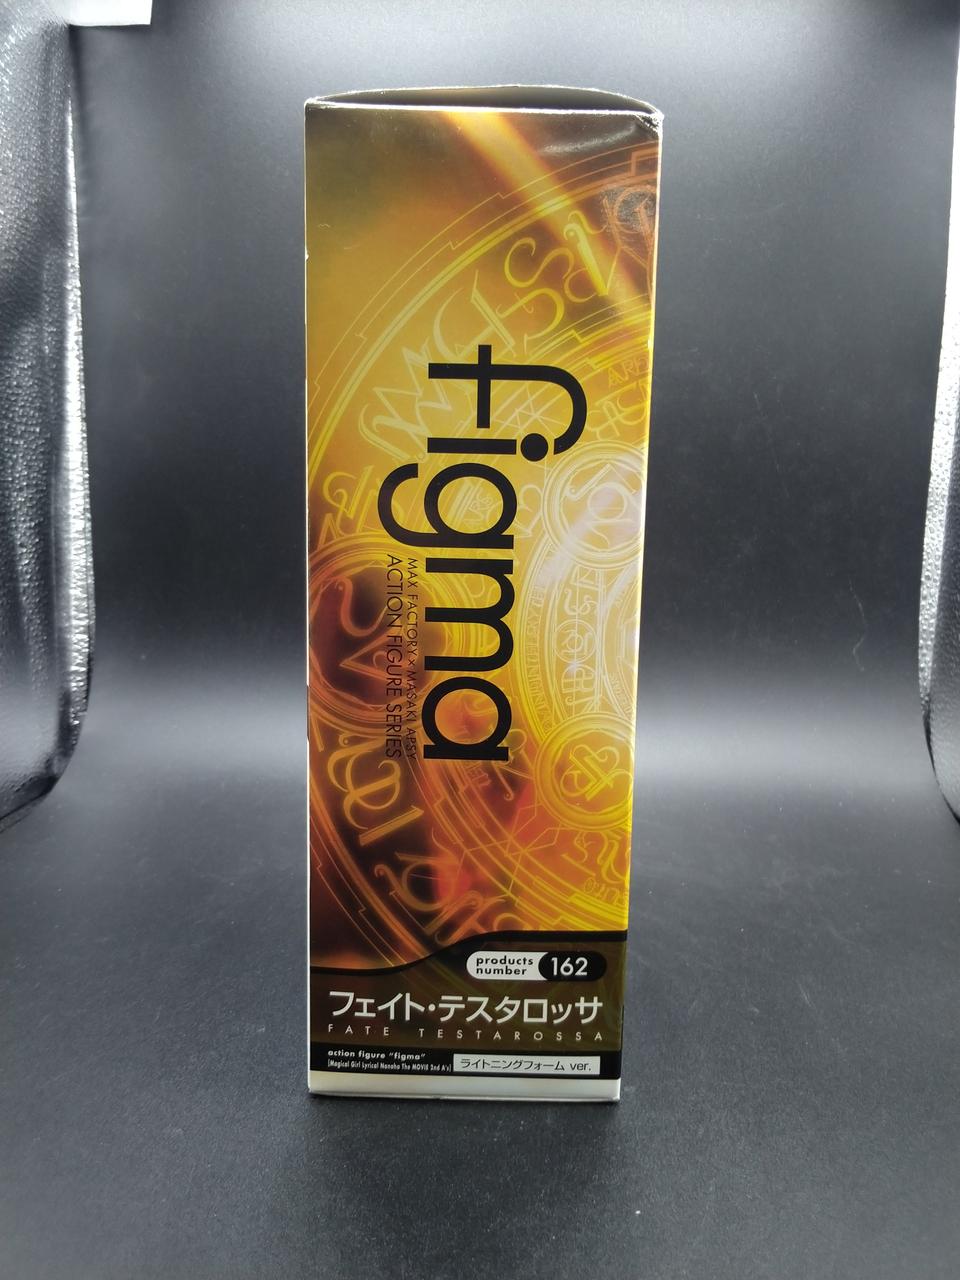 figma
MAX FACTORY × MASAKI APSY
ACTION FIGURE SERIES
products
number 162
フェイト・テスタロッサ
FATE TESTAROSSA
action figure "figma"
[Magical Girl Lyrical Nanoha The MOVIE 2nd A's]
ライトニングフォーム ver.